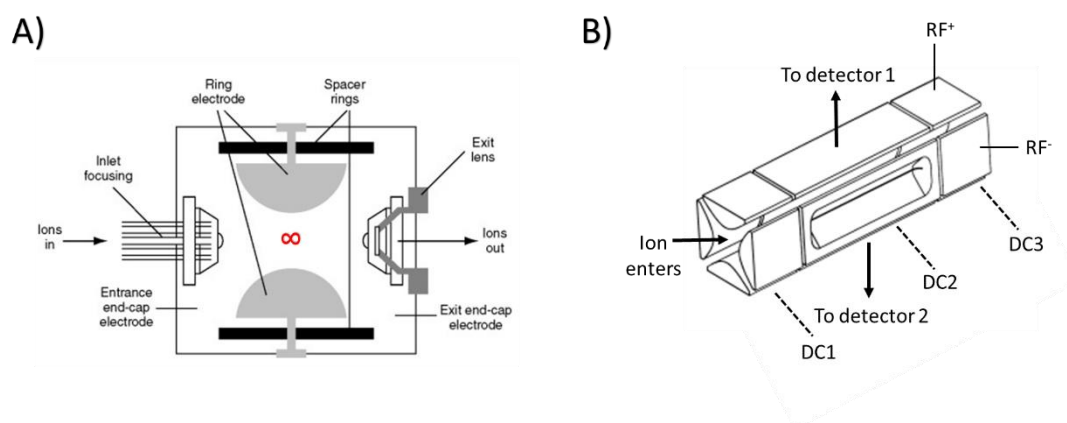 A)
Ring
electrode
Spacer
rings
Exit
lens
Inlet
focusing
Ions
in
∞
Ions
out
Entrance
end-cap
electrode
Exit end-cap
electrode
B)
RF+
To detector 1
RF-
Ion
enters
DC3
DC2
To detector 2
DC1